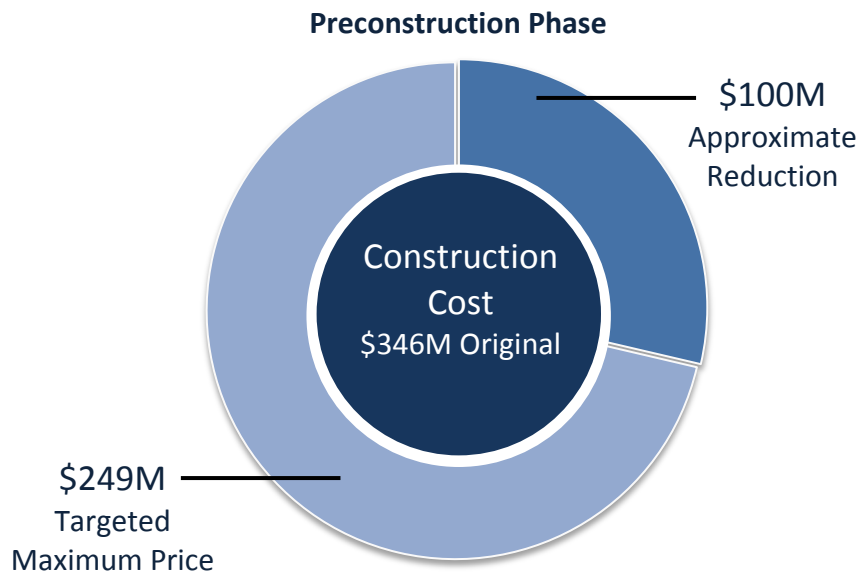 Preconstruction Phase
$100M
Approximate
Reduction
Construction
Cost
$346M Original
$249M
Targeted
Maximum Price